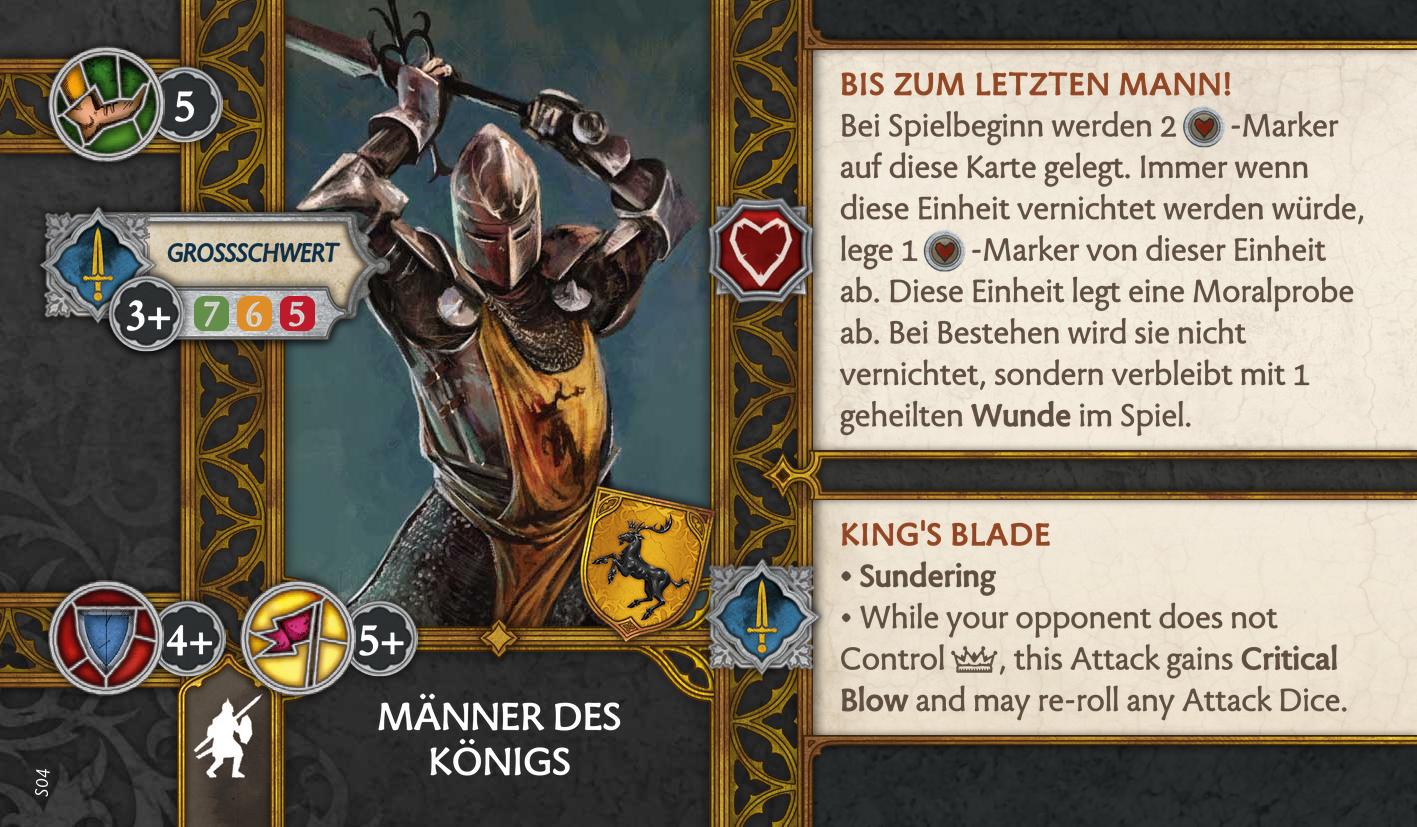 5
GROSSSCHWERT
3+
7 6 5
4+
5+
MÄNNER DES
KÖNIGS
S04
BIS ZUM LETZTEN MANN!
Bei Spielbeginn werden 2 -Marker
auf diese Karte gelegt. Immer wenn
diese Einheit vernichtet werden würde,
lege 1 -Marker von dieser Einheit
ab. Diese Einheit legt eine Moralprobe
ab. Bei Bestehen wird sie nicht
vernichtet, sondern verbleibt mit 1
geheilten Wunde im Spiel.
KING'S BLADE
• Sundering
• While your opponent does not
Control , this Attack gains Critical
Blow and may re-roll any Attack Dice.